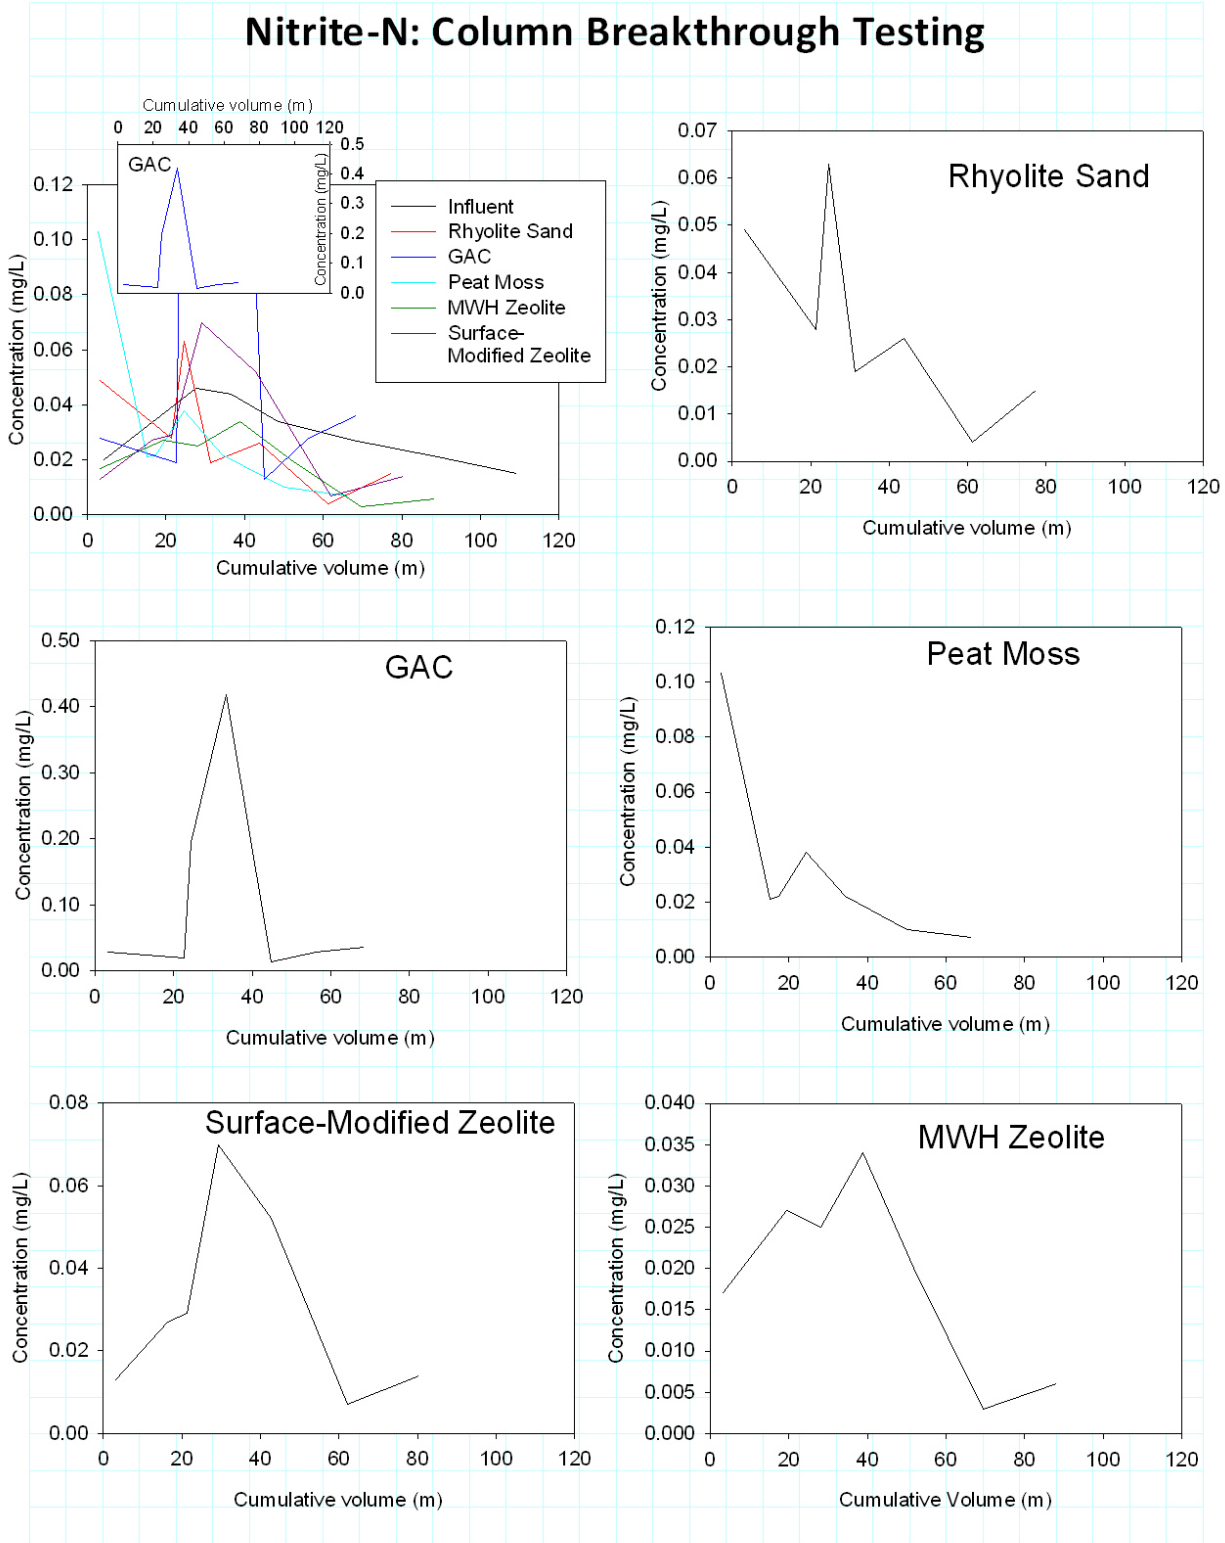 Nitrite-N: Column Breakthrough Testing
Cumulative volume (m)
0 20 40 60 80 100 120
GAC
0.5
0.4
0.3
0.2
0.1
0.0
Concentration (mg/L)
0.12
0.10
0.08
0.06
0.04
0.02
0.00
Concentration (mg/L)
0 20 40 60 80 100 120
Cumulative volume (m)
Influent
Rhyolite Sand
GAC
Peat Moss
MWH Zeolite
Surface-
Modified Zeolite
Rhyolite Sand
0.07
0.06
0.05
0.04
0.03
0.02
0.01
0.00
Concentration (mg/L)
0 20 40 60 80 100 120
Cumulative volume (m)
GAC
0.50
0.40
0.30
0.20
0.10
0.00
Concentration (mg/L)
0 20 40 60 80 100 120
Cumulative volume (m)
Peat Moss
0.12
0.10
0.08
0.06
0.04
0.02
0.00
Concentration (mg/L)
0 20 40 60 80 100 120
Cumulative volume (m)
Surface-Modified Zeolite
0.08
0.06
0.04
0.02
0.00
Concentration (mg/L)
0 20 40 60 80 100 120
Cumulative volume (m)
MWH Zeolite
0.040
0.035
0.030
0.025
0.020
0.015
0.010
0.005
0.000
Concentration (mg/L)
0 20 40 60 80 100 120
Cumulative Volume (m)